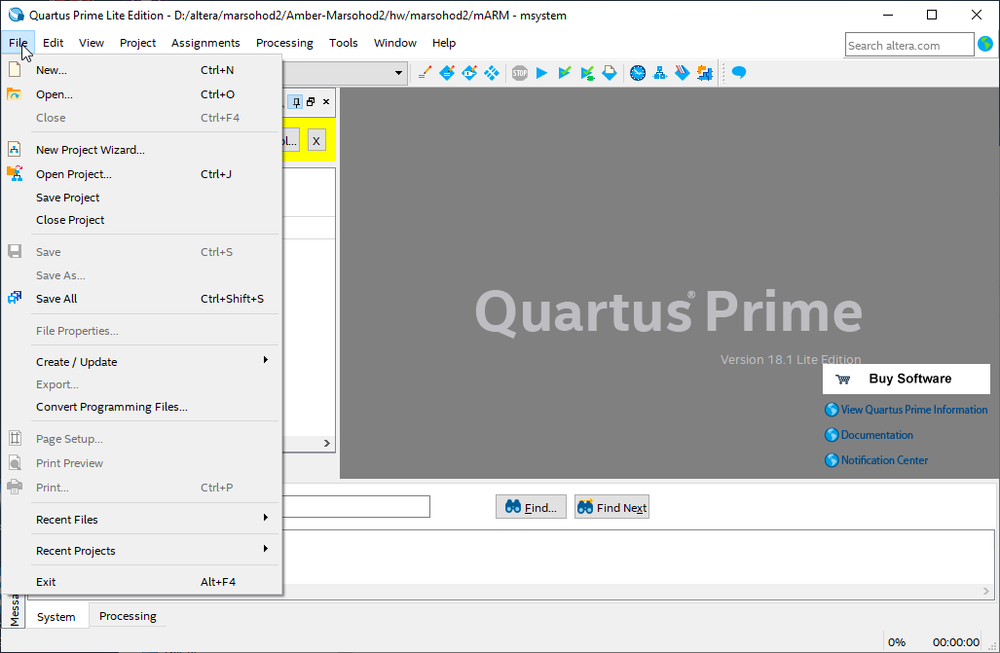 Quartus Prime Lite Edition - D:/altera/marsohod2/Amber-Marsohod2/hw/marsohod2/mARM - msystem
File Edit View Project Assignments Processing Tools Window Help
Search altera.com
New... Ctrl+N
Open... Ctrl+O
Close Ctrl+F4
New Project Wizard...
Open Project... Ctrl+J
Save Project
Close Project
Save Ctrl+S
Save As...
Save All Ctrl+Shift+S
File Properties...
Create / Update
Export...
Convert Programming Files...
Page Setup...
Print Preview
Print... Ctrl+P
Recent Files
Recent Projects
Exit Alt+F4
STOP
ol... X
Quartus® Prime
Version 18.1 Lite Edition
Buy Software
View Quartus Prime Information
Documentation
Notification Center
Find... Find Next
Messa
System Processing
0% 00:00:00